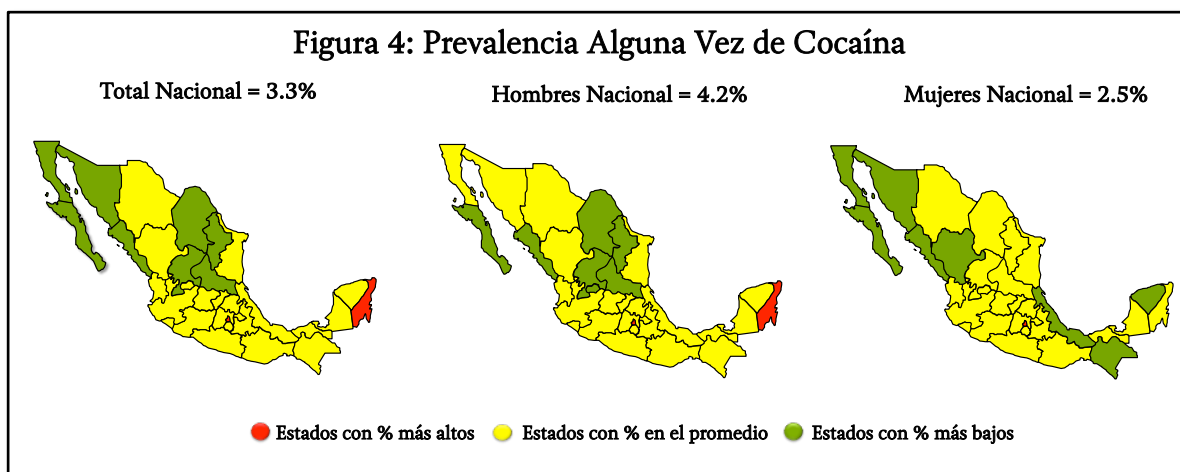 Figura 4: Prevalencia Alguna Vez de Cocaína
Total Nacional = 3.3%
Hombres Nacional = 4.2%
Mujeres Nacional = 2.5%
Estados con % más altos
Estados con % en el promedio
Estados con % más bajos